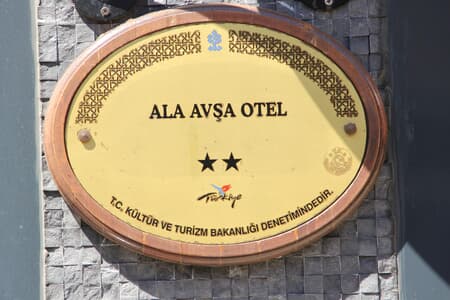 ALA AVŞA OTEL
★★
Türkiye
T.C. KÜLTÜR VE TURİZM BAKANLIĞI DENETİMİNDEDİR.